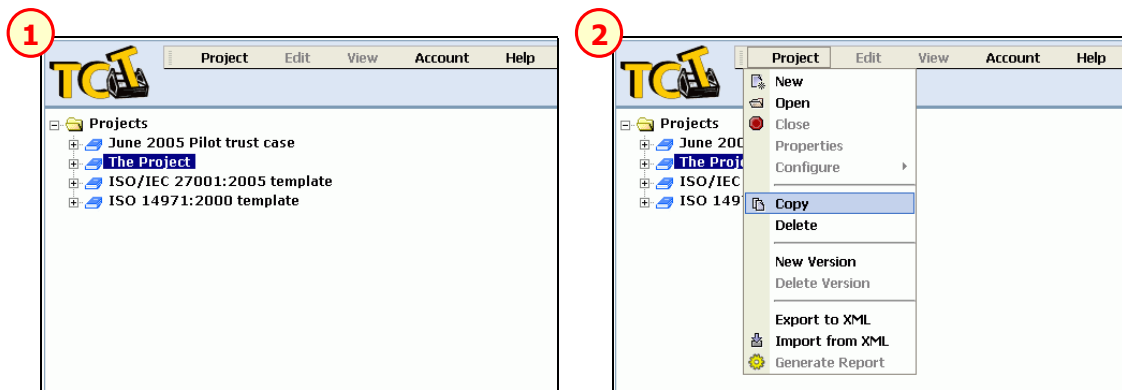 1
TCT
Project Edit View Account Help
Projects
June 2005 Pilot trust case
The Project
ISO/IEC 27001:2005 template
ISO 14971:2000 template
2
TCT
Project Edit View Account Help
New
Open
Close
Properties
Configure
Copy
Delete
New Version
Delete Version
Export to XML
Import from XML
Generate Report
Projects
June 200
The Proje
ISO/IEC
ISO 149